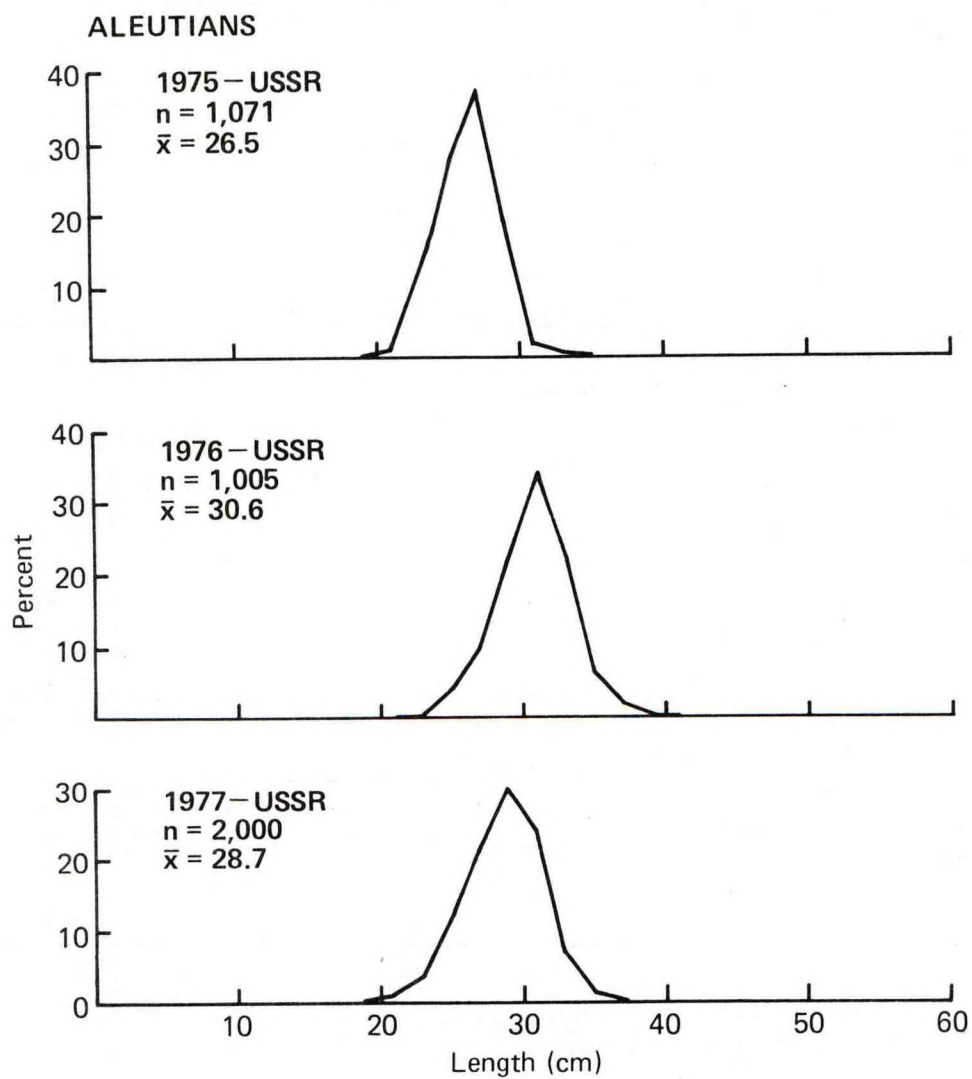 ALEUTIANS
40
30
20
10
1975–USSR
n = 1,071
x̄ = 26.5
Percent
40
30
20
10
1976–USSR
n = 1,005
x̄ = 30.6
30
20
10
0
1977–USSR
n = 2,000
x̄ = 28.7
10 20 30 40 50 60
Length (cm)